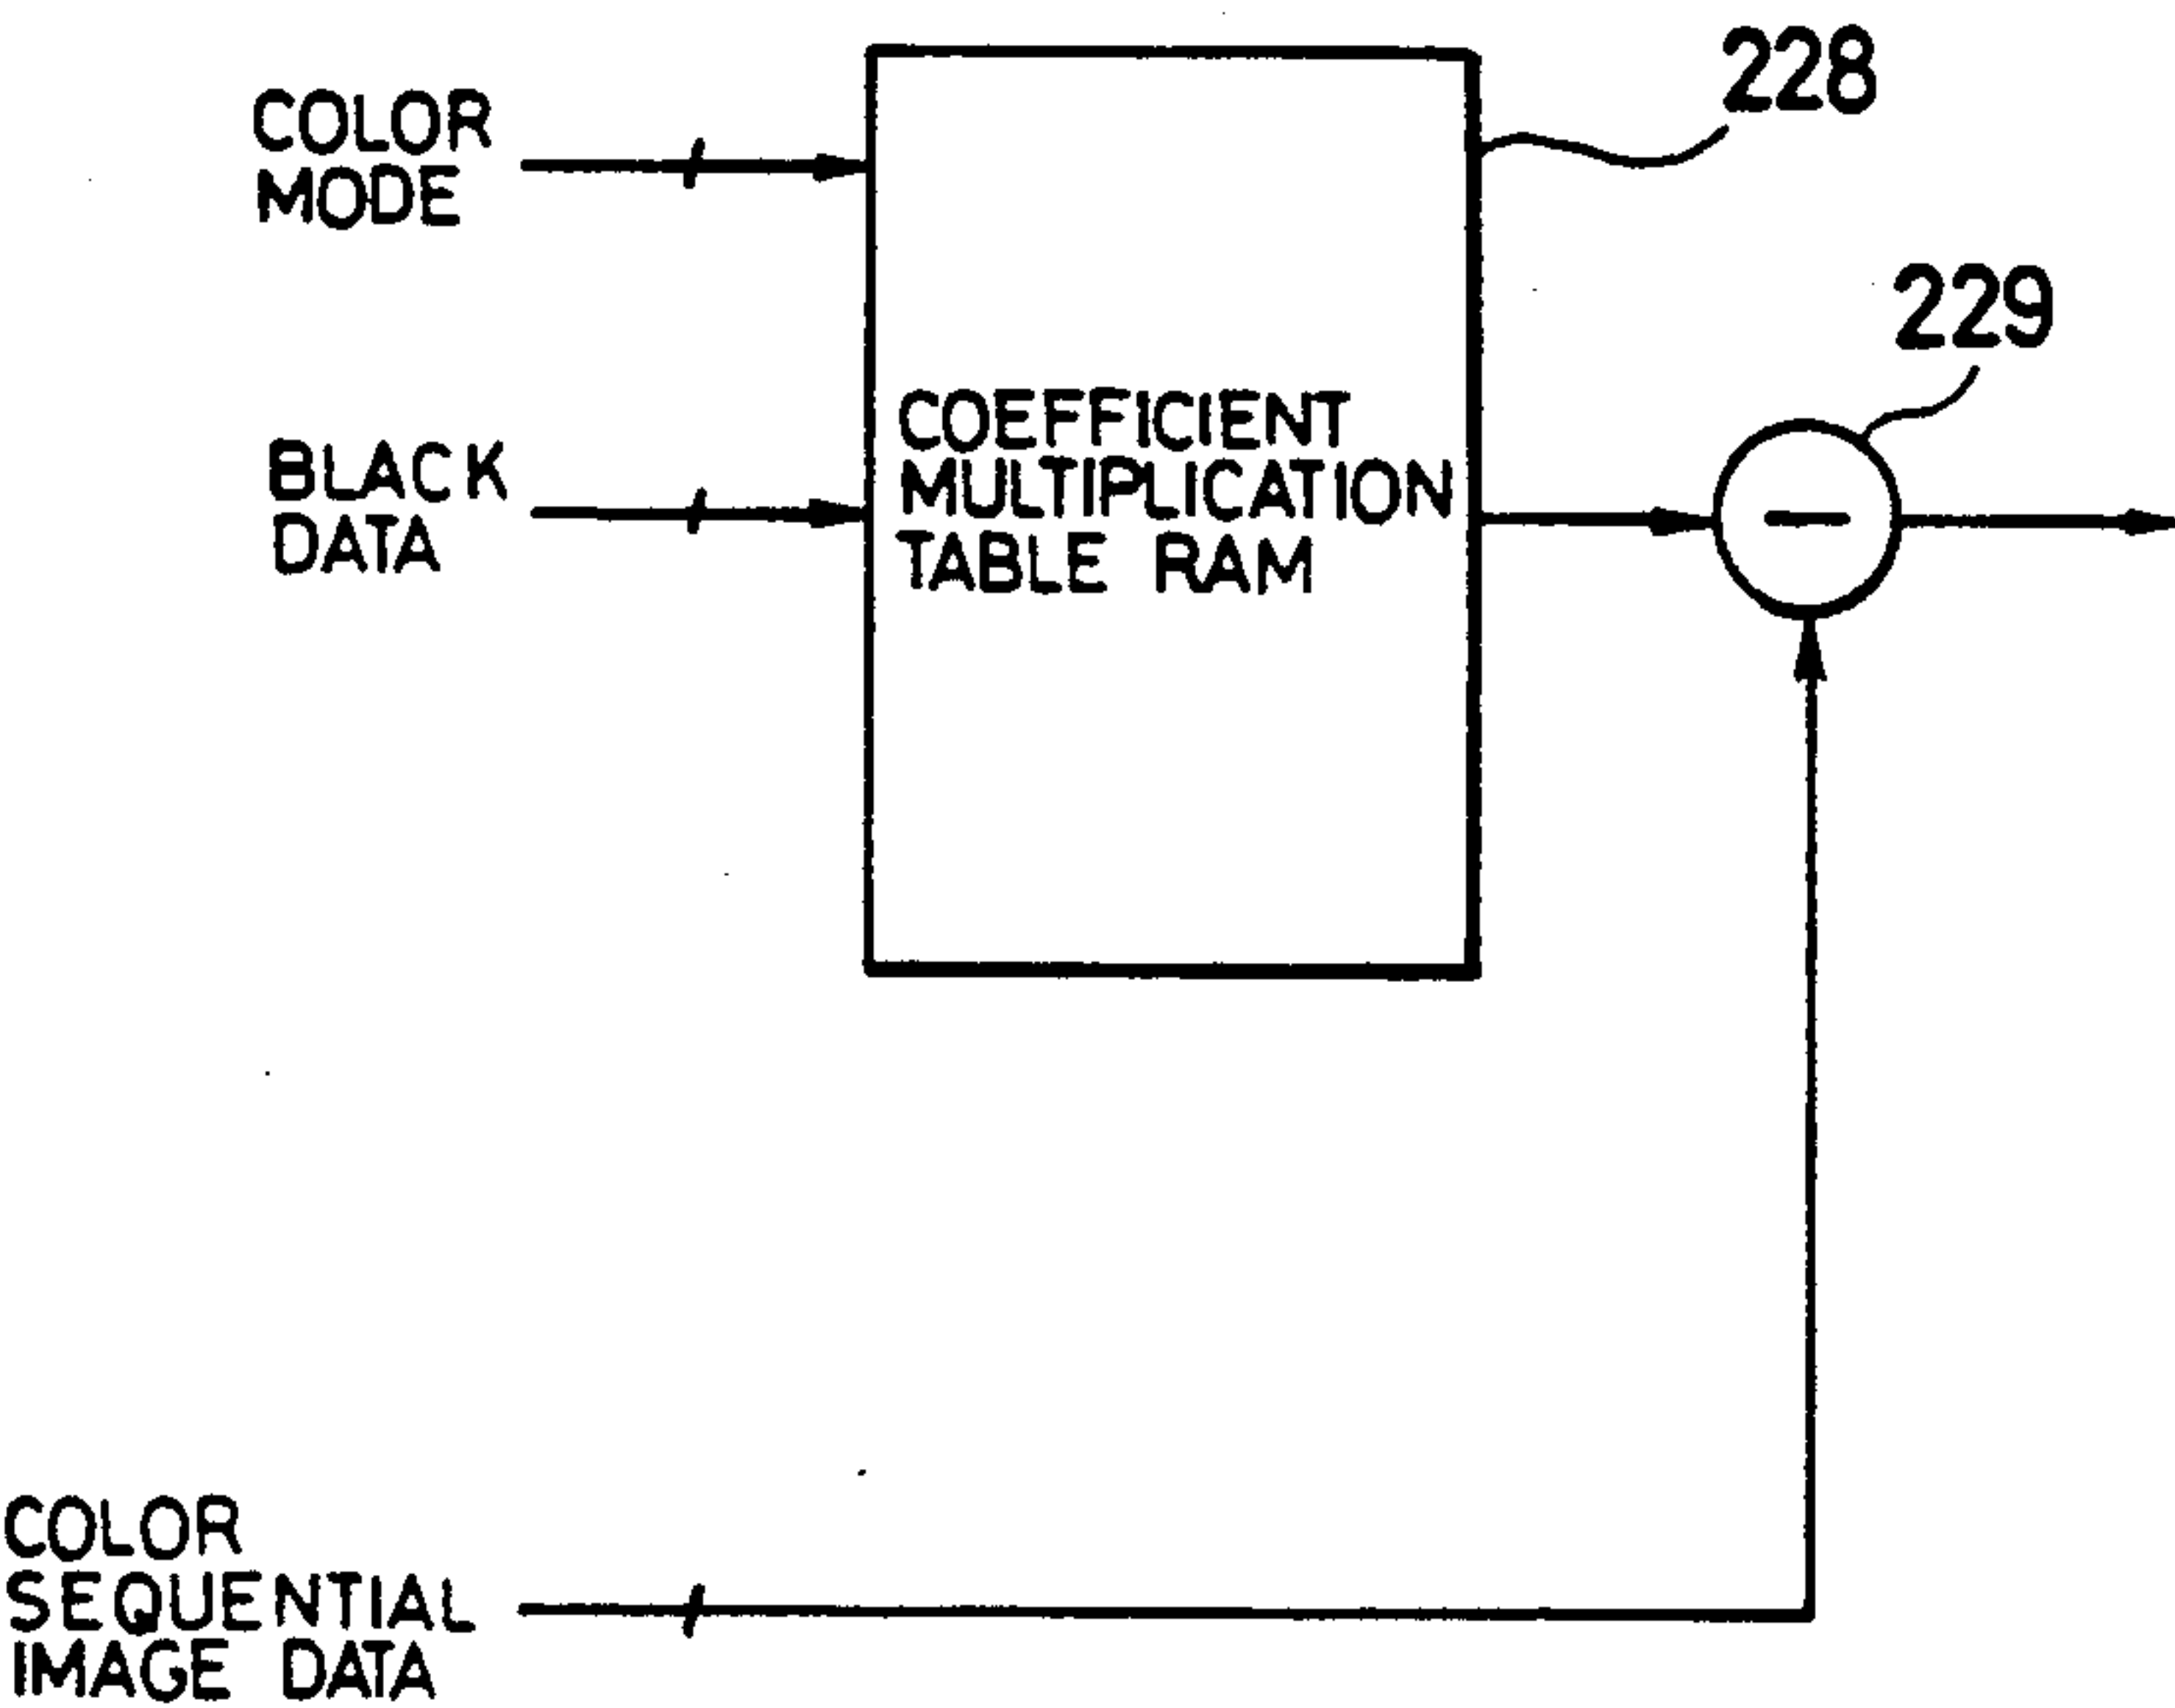 228
COLOR
MODE
229
COEFFICIENT
MULTIPLICATION
TABLE RAM
BLACK
DATA
COLOR
SEQUENTIAL
IMAGE DATA